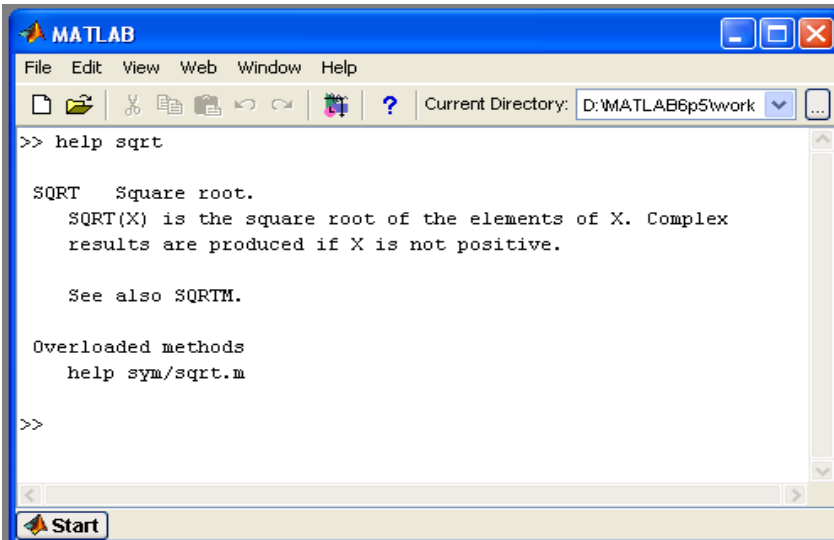 MATLAB
File Edit View Web Window Help
? Current Directory: D:\MATLAB6p5\work ...
>> help sqrt
SQRT Square root.
SQRT(X) is the square root of the elements of X. Complex
results are produced if X is not positive.
See also SQRTM.
Overloaded methods
help sym/sqrt.m
>>
Start